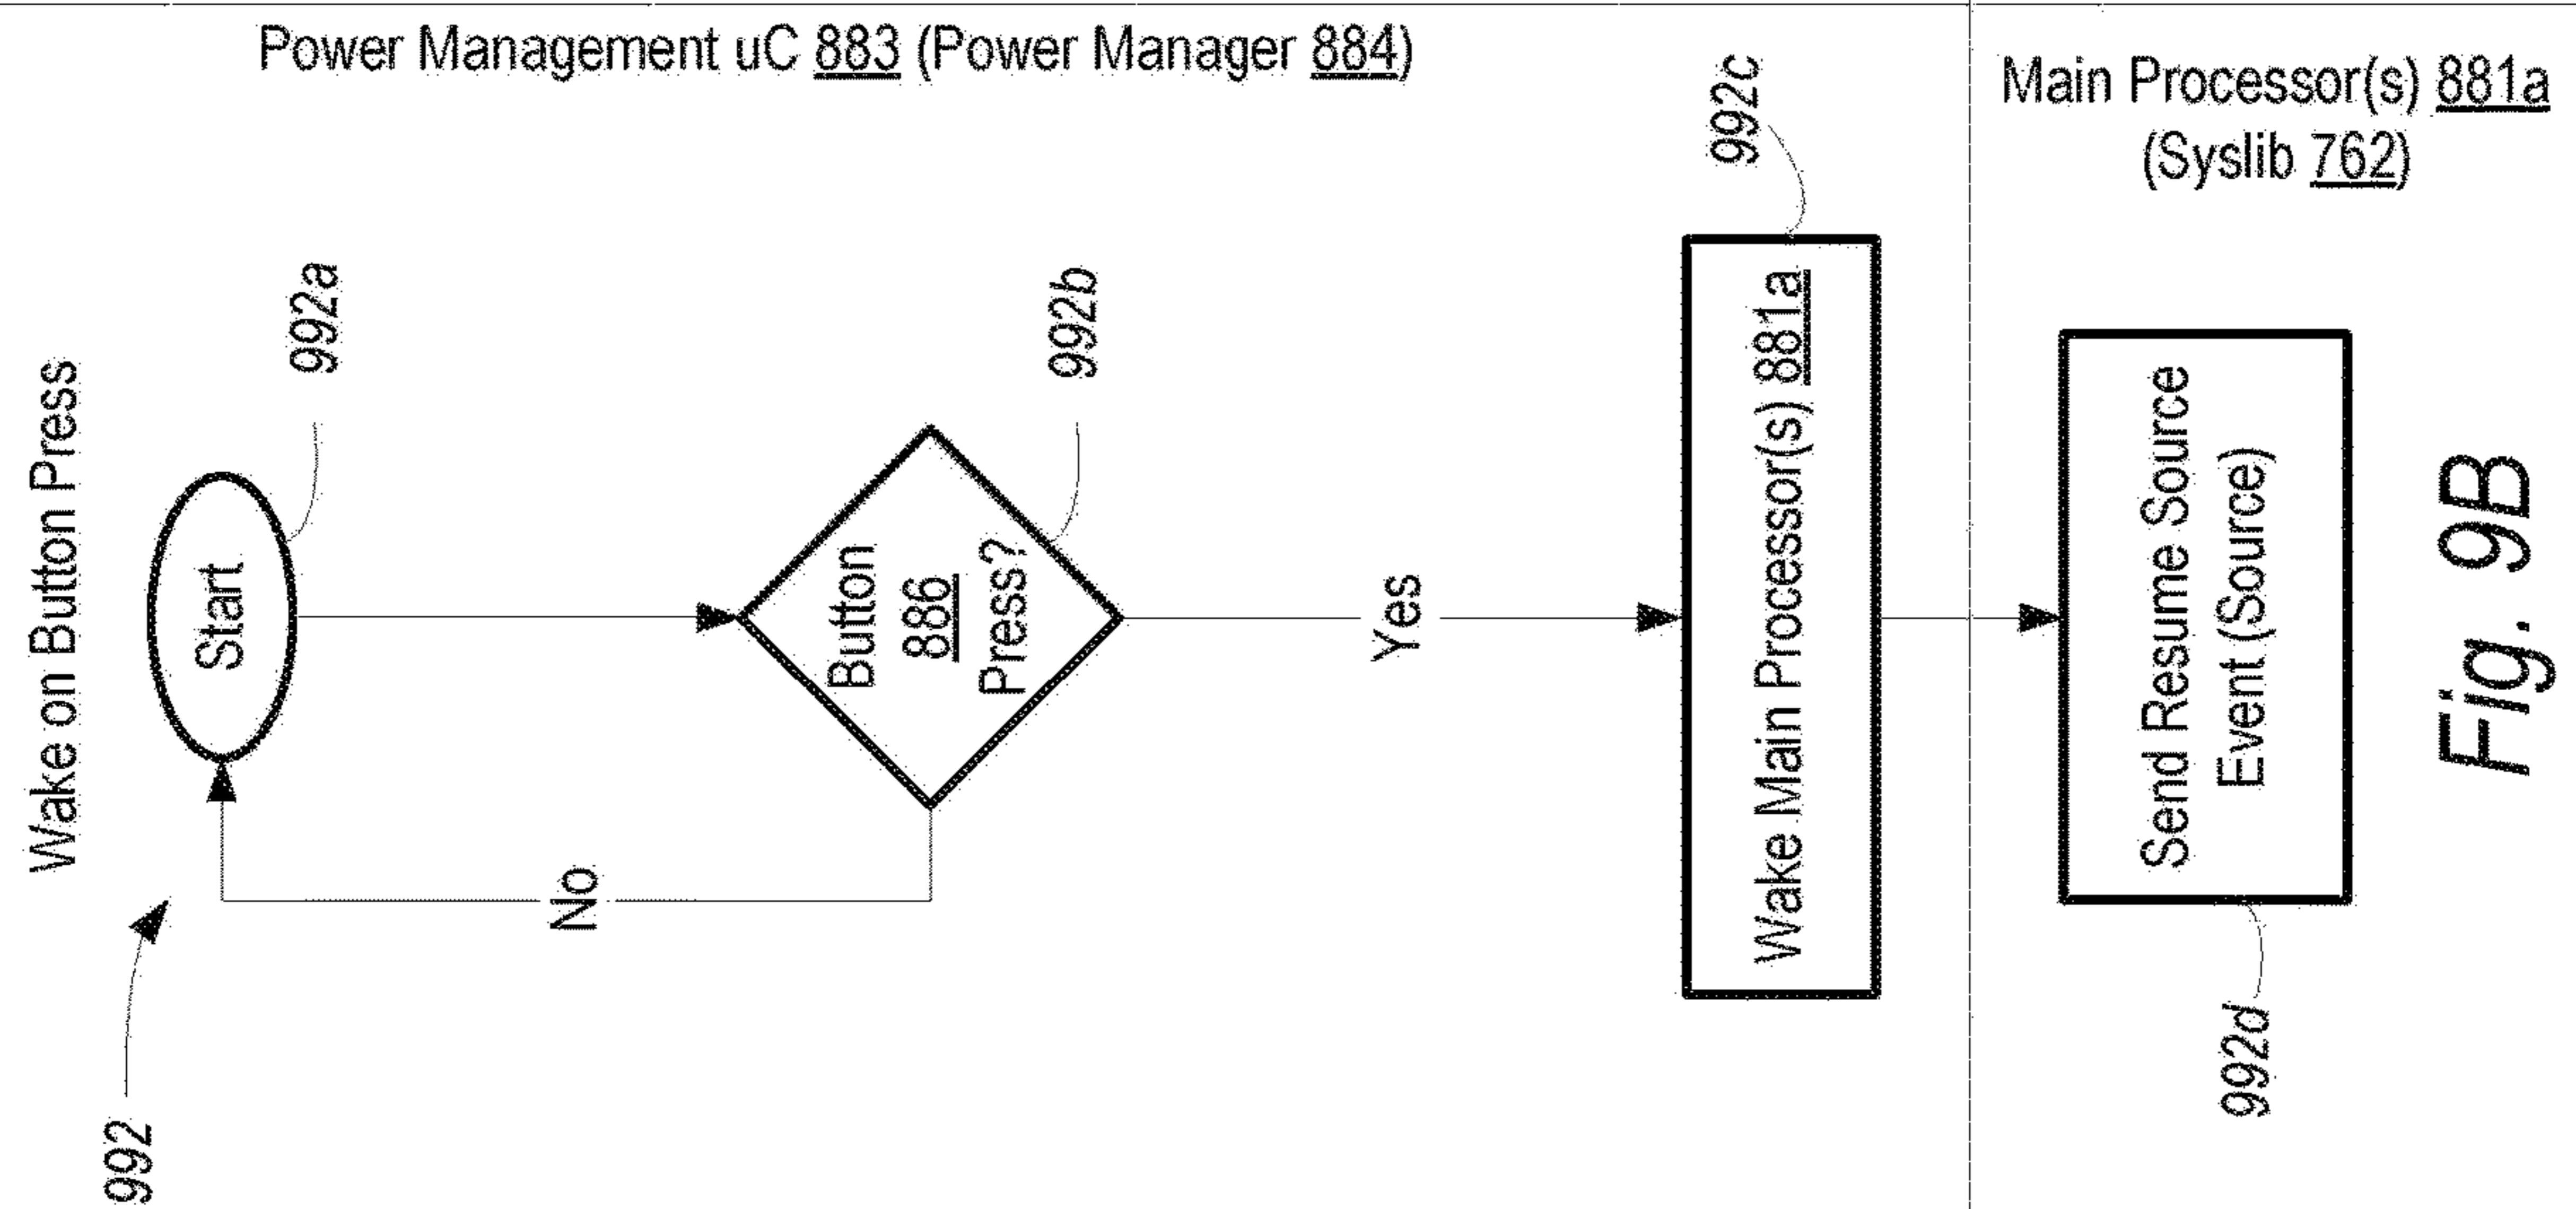 Power Management uC 883 (Power Manager 884)
Main Processor(s) 881a
(Syslib 762)
Wake on Button Press
992
Start
992a
No
Button
886
Press?
992b
Yes
Wake Main Processor(s) 881a
992c
Send Resume Source
Event (Source)
992d
Fig. 9B